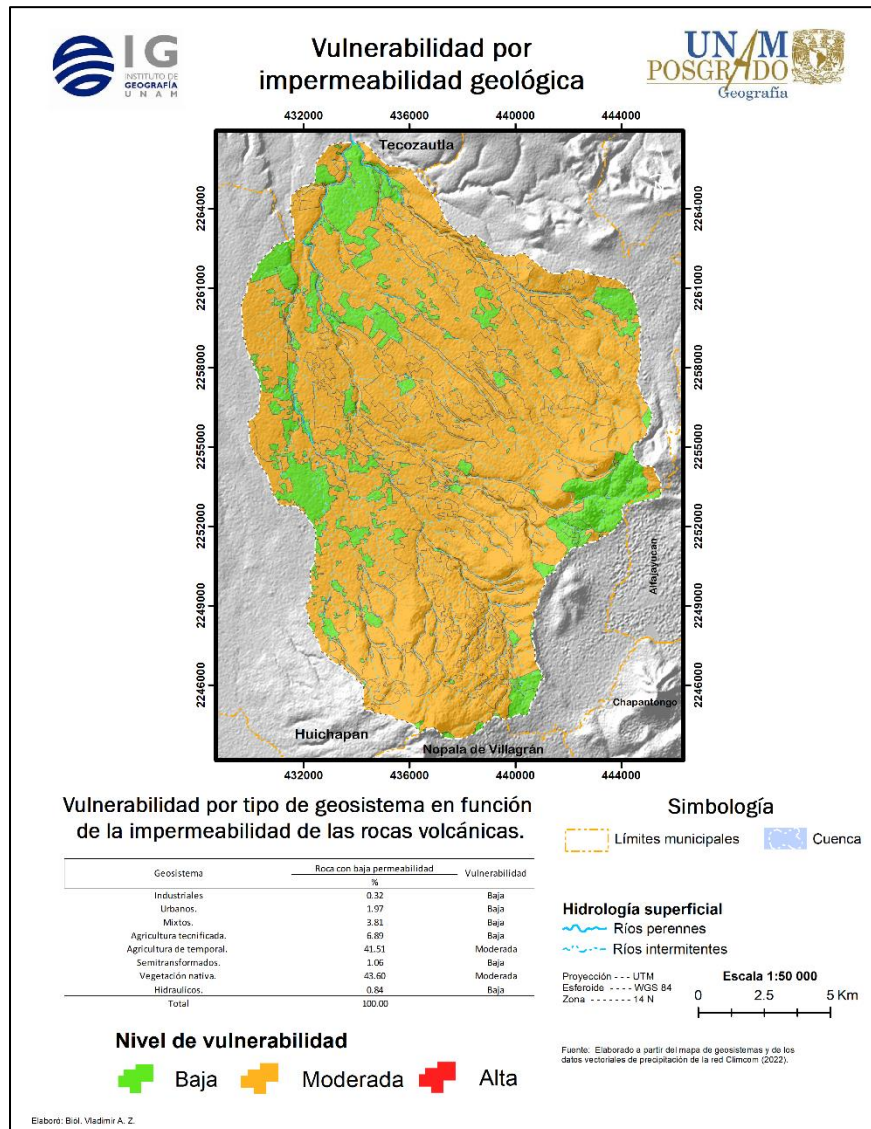 IG
INSTITUTO DE
GEOGRAFÍA
UNAM
Vulnerabilidad por
impermeabilidad geológica
UNAM
POSGRADO
Geografía
432000 436000 440000 444000
Tecozautla
2264000 2264000
2261000 2261000
2258000 2258000
2255000 2255000
2252000 2252000
Alfajayucan
2249000 2249000
2246000 2246000
Chapantongo
Huichapan
Nopala de Villagrán
432000 436000 440000 444000
Vulnerabilidad por tipo de geosistema en función
de la impermeabilidad de las rocas volcánicas.
Geosistema Roca con baja permeabilidad Vulnerabilidad
%
Industriales 0.32 Baja
Urbanos. 1.97 Baja
Mixtos. 3.81 Baja
Agricultura tecnificada. 6.89 Baja
Agricultura de temporal. 41.51 Moderada
Semitransformados. 1.06 Baja
Vegetación nativa. 43.60 Moderada
Hidraulicos. 0.84 Baja
Total 100.00
Nivel de vulnerabilidad
Baja Moderada Alta
Simbología
Límites municipales Cuenca
Hidrología superficial
Ríos perennes
Ríos intermitentes
Proyección - - - UTM
Esferoide - - - - WGS 84
Zona - - - - - - - 14 N
Escala 1:50 000
0 2.5 5 Km
Fuente: Elaborado a partir del mapa de geosistemas y de los
datos vectoriales de precipitación de la red Climcom (2022).
Elaboró: Biól. Vladimir A. Z.